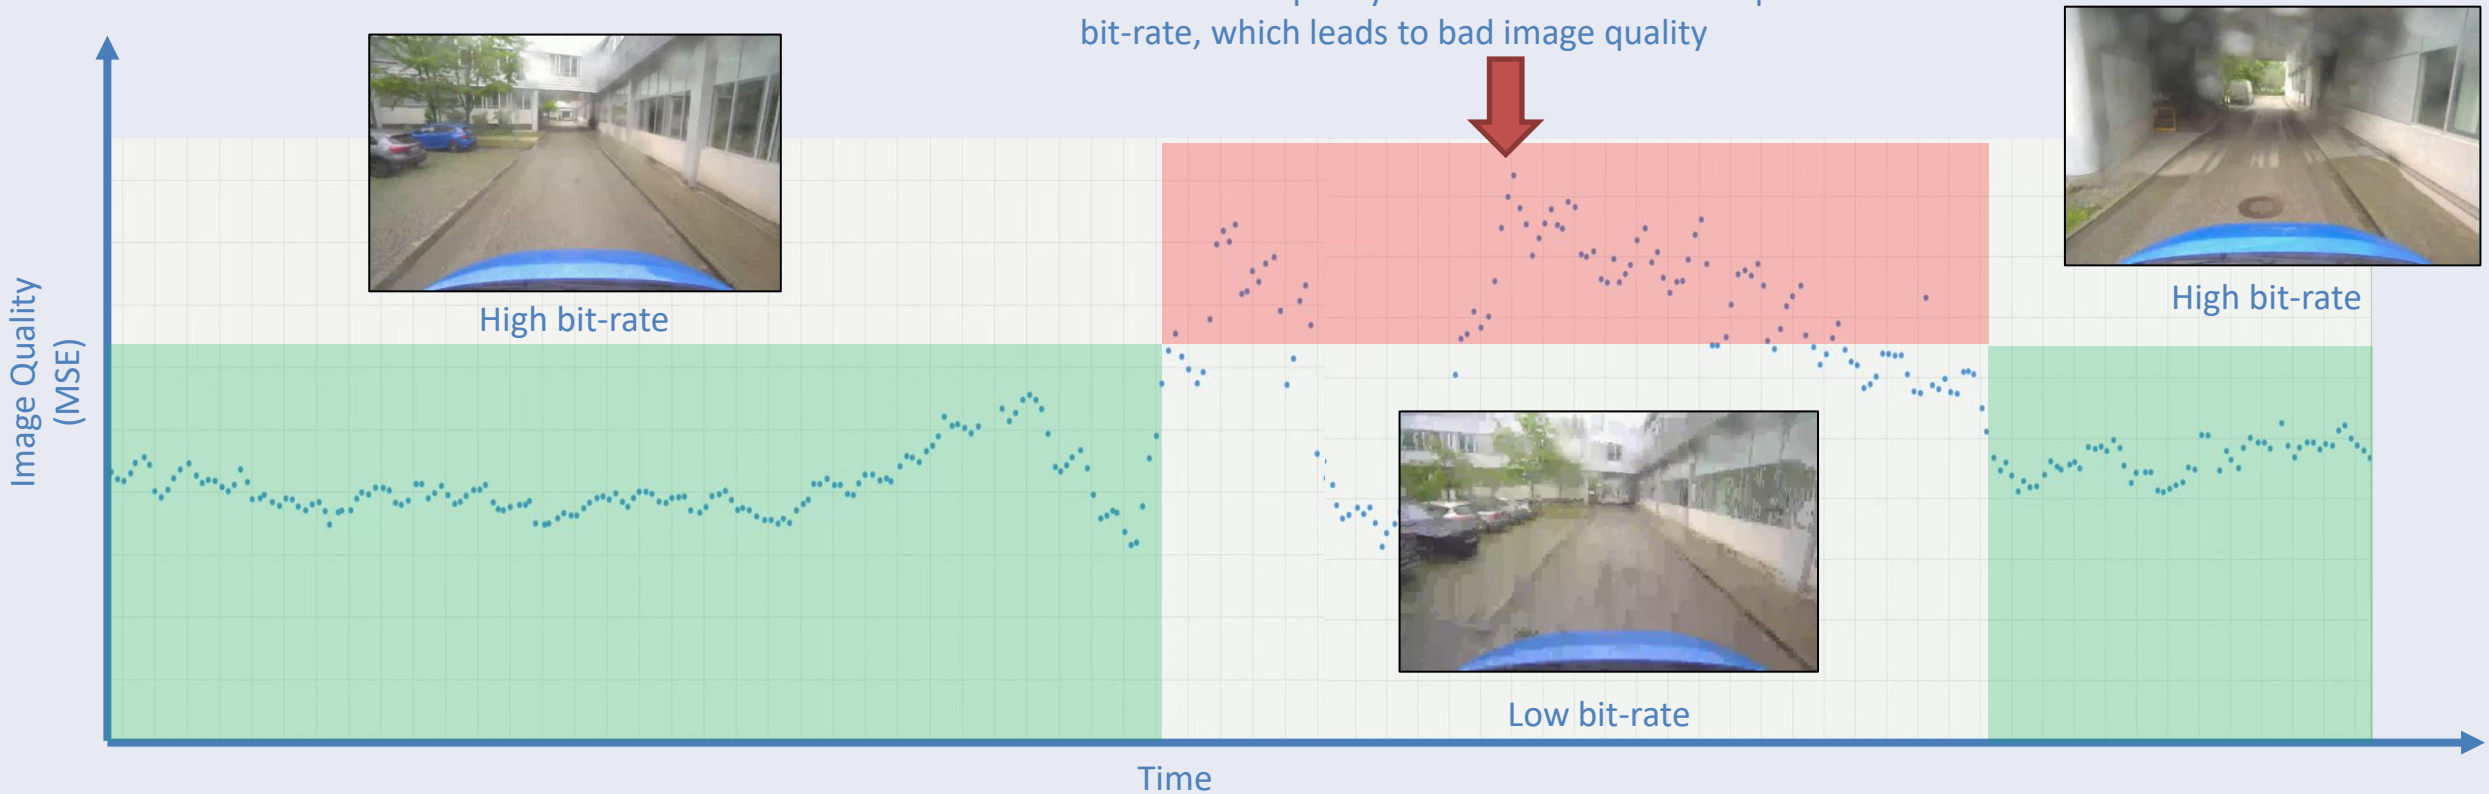 bit-rate, which leads to bad image quality
High bit-rate
High bit-rate
Image Quality
(MSE)
Low bit-rate
Time